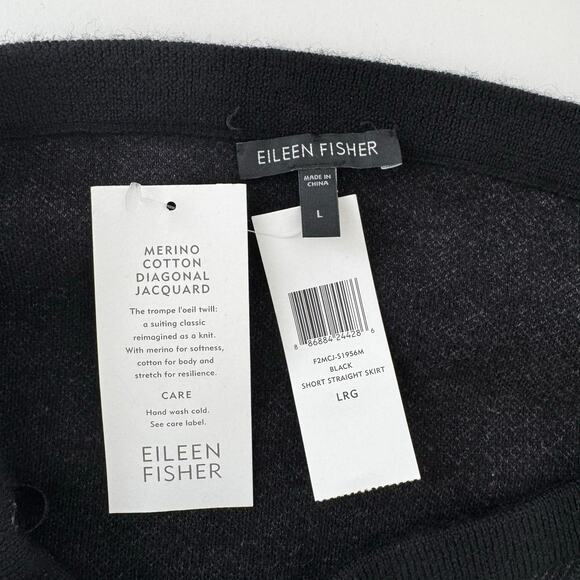 EILEEN FISHER
MADE IN
CHINA
L
MERINO
COTTON
DIAGONAL
JACQUARD
The trompe l'oeil twill:
a suiting classic
reimagined as a knit.
With merino for softness,
cotton for body and
stretch for resilience.
CARE
Hand wash cold.
See care label.
EILEEN
FISHER
8 86884 24428 6
F2MCJ-S1956M
BLACK
SHORT STRAIGHT SKIRT
LRG